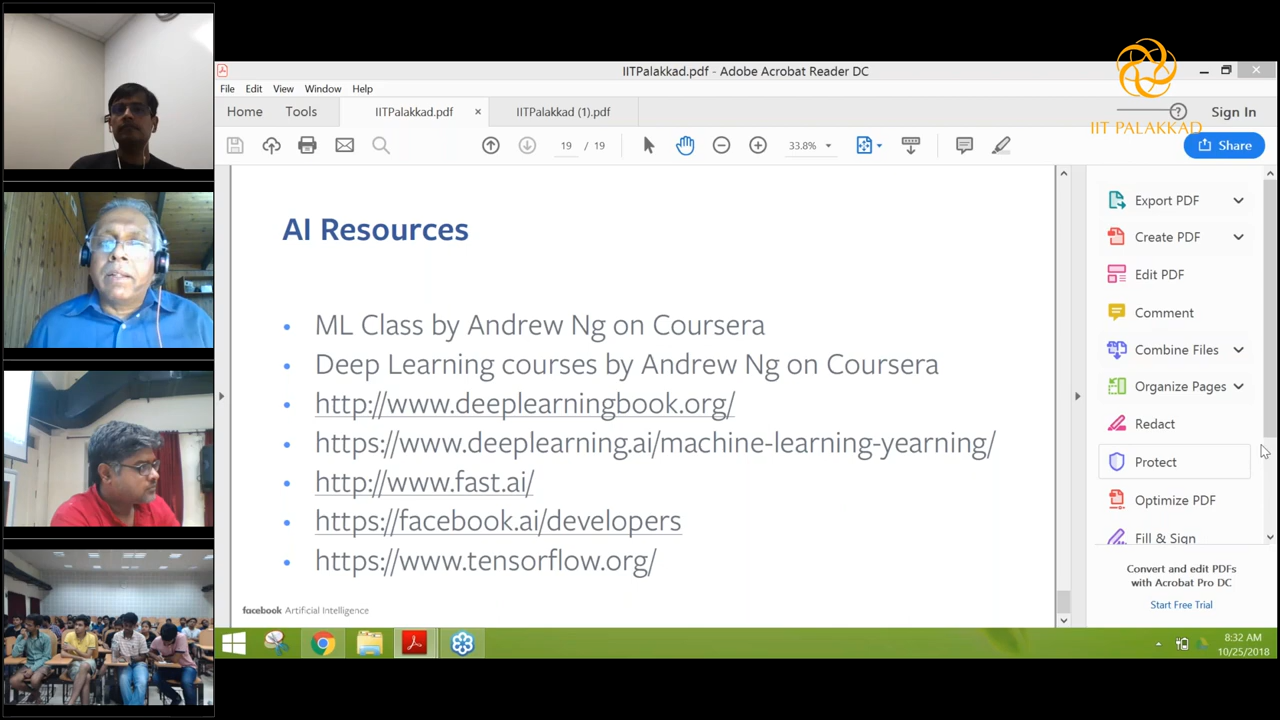 IITPalakkad.pdf - Adobe Acrobat Reader DC
File Edit View Window Help
Home Tools IITPalakkad.pdf × IITPalakkad (1).pdf ? Sign In
IIT PALAKKAD
19 / 19 33.8% Share
AI Resources
• ML Class by Andrew Ng on Coursera
• Deep Learning courses by Andrew Ng on Coursera
• http://www.deeplearningbook.org/
• https://www.deeplearning.ai/machine-learning-yearning/
• http://www.fast.ai/
• https://facebook.ai/developers
• https://www.tensorflow.org/
facebook Artificial Intelligence
Export PDF
Create PDF
Edit PDF
Comment
Combine Files
Organize Pages
Redact
Protect
Optimize PDF
Fill & Sign
Convert and edit PDFs
with Acrobat Pro DC
Start Free Trial
8:32 AM
10/25/2018